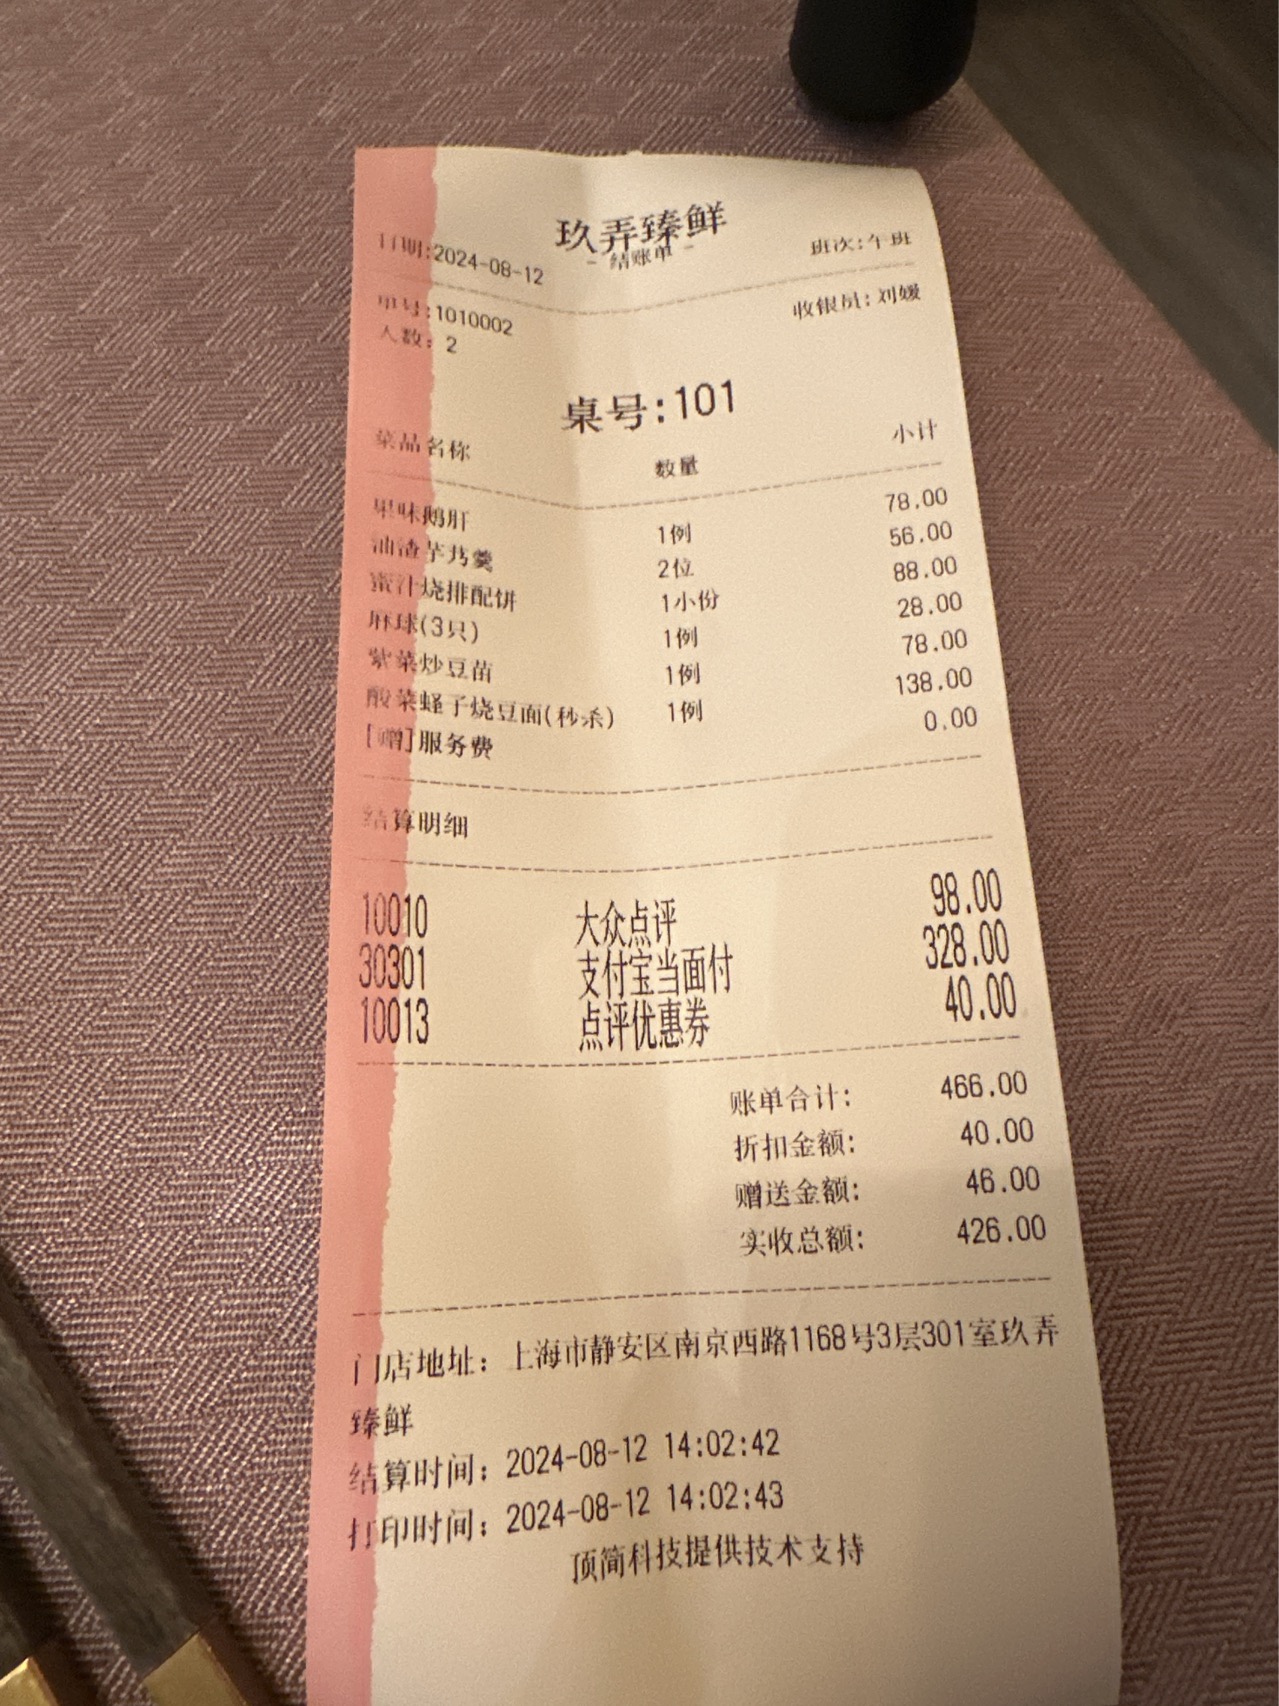 玖弄臻鲜
- 结账单 -
日期:2024-08-12 班次:午班
单号:1010002 收银员:刘媛
人数: 2
桌号:101
菜品名称 数量 小计
果味鹅肝 1例 78.00
油渣芋艿羹 2位 56.00
蜜汁烧排配饼 1小份 88.00
麻球(3只) 1例 28.00
紫菜炒豆苗 1例 78.00
酸菜蛏子烧豆面(秒杀) 1例 138.00
[赠]服务费 0.00
结算明细
10010 大众点评 98.00
30301 支付宝当面付 328.00
10013 点评优惠券 40.00
账单合计: 466.00
折扣金额: 40.00
赠送金额: 46.00
实收总额: 426.00
门店地址: 上海市静安区南京西路1168号3层301室玖弄
臻鲜
结算时间: 2024-08-12 14:02:42
打印时间: 2024-08-12 14:02:43
顶简科技提供技术支持